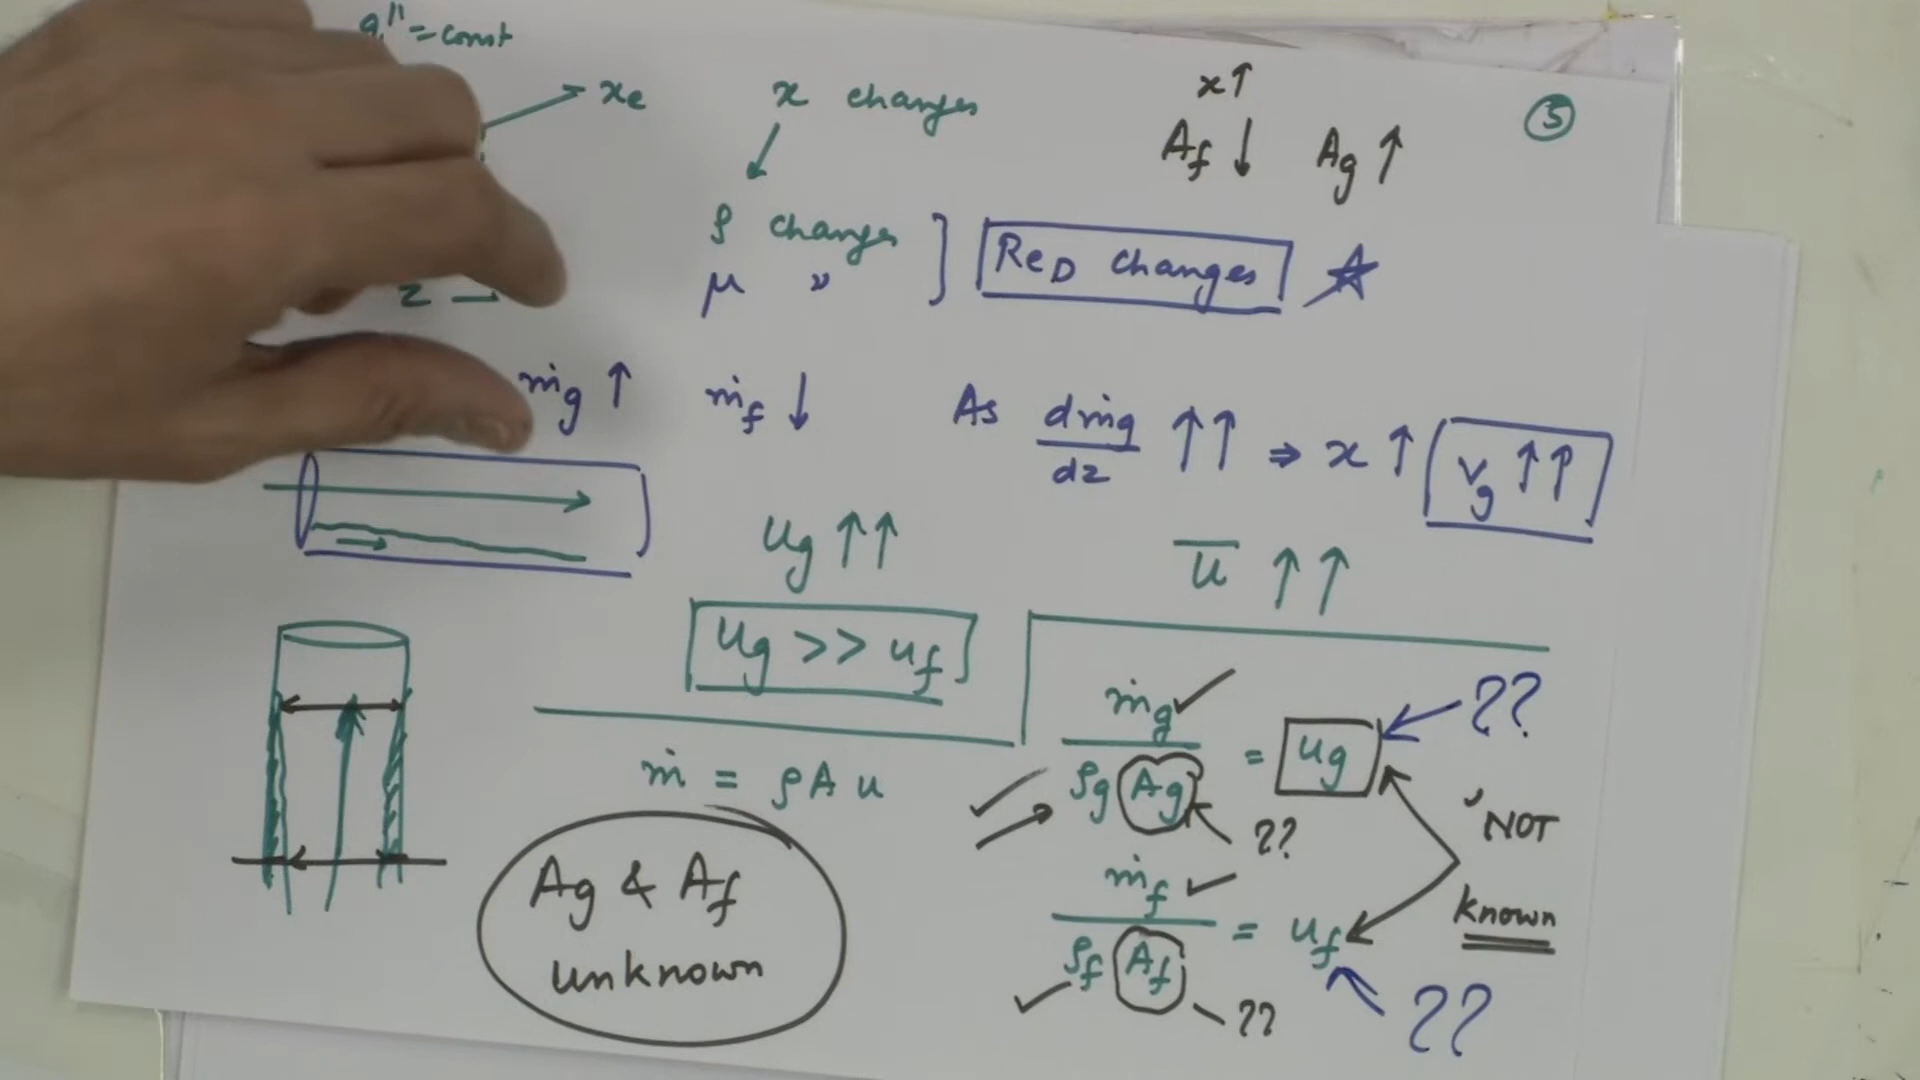 q'' = const
xe
x changes
x↑
Af ↓ Ag ↑
5
ρ changes
μ "
ReD changes
z
ṁg ↑ ṁf ↓ As dṁg/dz ↑↑ ⇒ x ↑ Vg ↑↑
ug ↑↑
ū ↑↑
ug >> uf
ṁ = ρAu
ṁg/ρg Ag = ug ??
??
NOT
known
Ag & Af
unknown
ṁf/ρf Af = uf
??
??